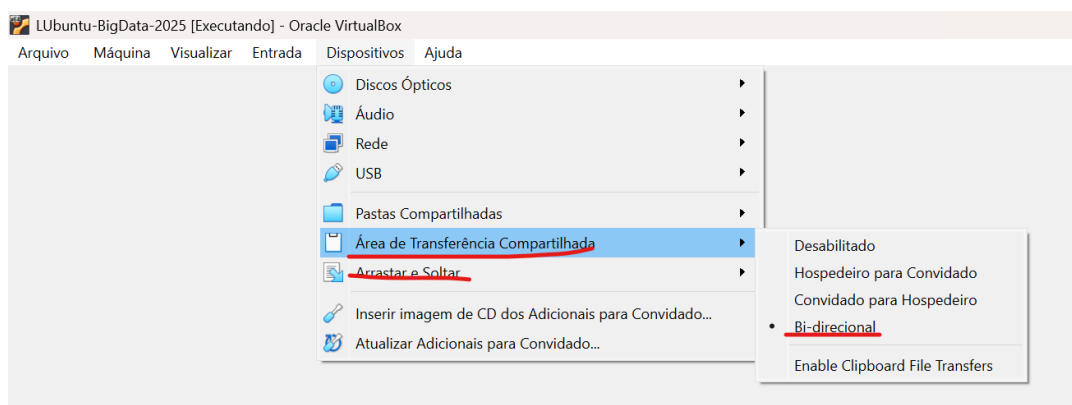 LUbuntu-BigData-2025 [Executando] - Oracle VirtualBox
Arquivo Máquina Visualizar Entrada Dispositivos Ajuda
Discos Ópticos
Áudio
Rede
USB
Pastas Compartilhadas
Área de Transferência Compartilhada
Arrastar e Soltar
Inserir imagem de CD dos Adicionais para Convidado...
Atualizar Adicionais para Convidado...
Desabilitado
Hospedeiro para Convidado
Convidado para Hospedeiro
Bi-direcional
Enable Clipboard File Transfers